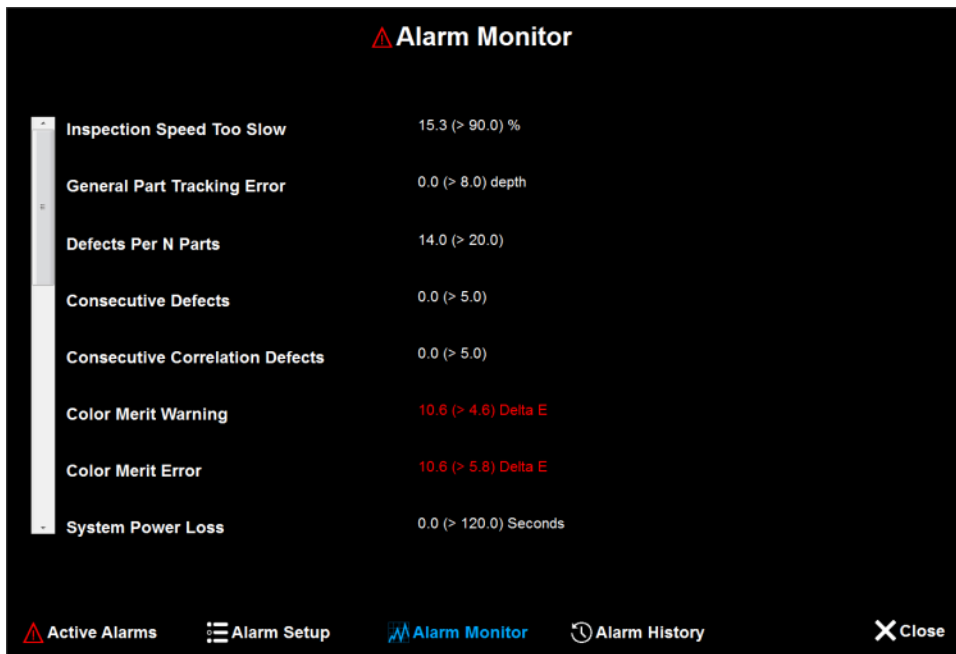 Alarm Monitor
Inspection Speed Too Slow 15.3 (> 90.0) %
General Part Tracking Error 0.0 (> 8.0) depth
Defects Per N Parts 14.0 (> 20.0)
Consecutive Defects 0.0 (> 5.0)
Consecutive Correlation Defects 0.0 (> 5.0)
Color Merit Warning 10.6 (> 4.6) Delta E
Color Merit Error 10.6 (> 5.8) Delta E
System Power Loss 0.0 (> 120.0) Seconds
Active Alarms Alarm Setup Alarm Monitor Alarm History Close